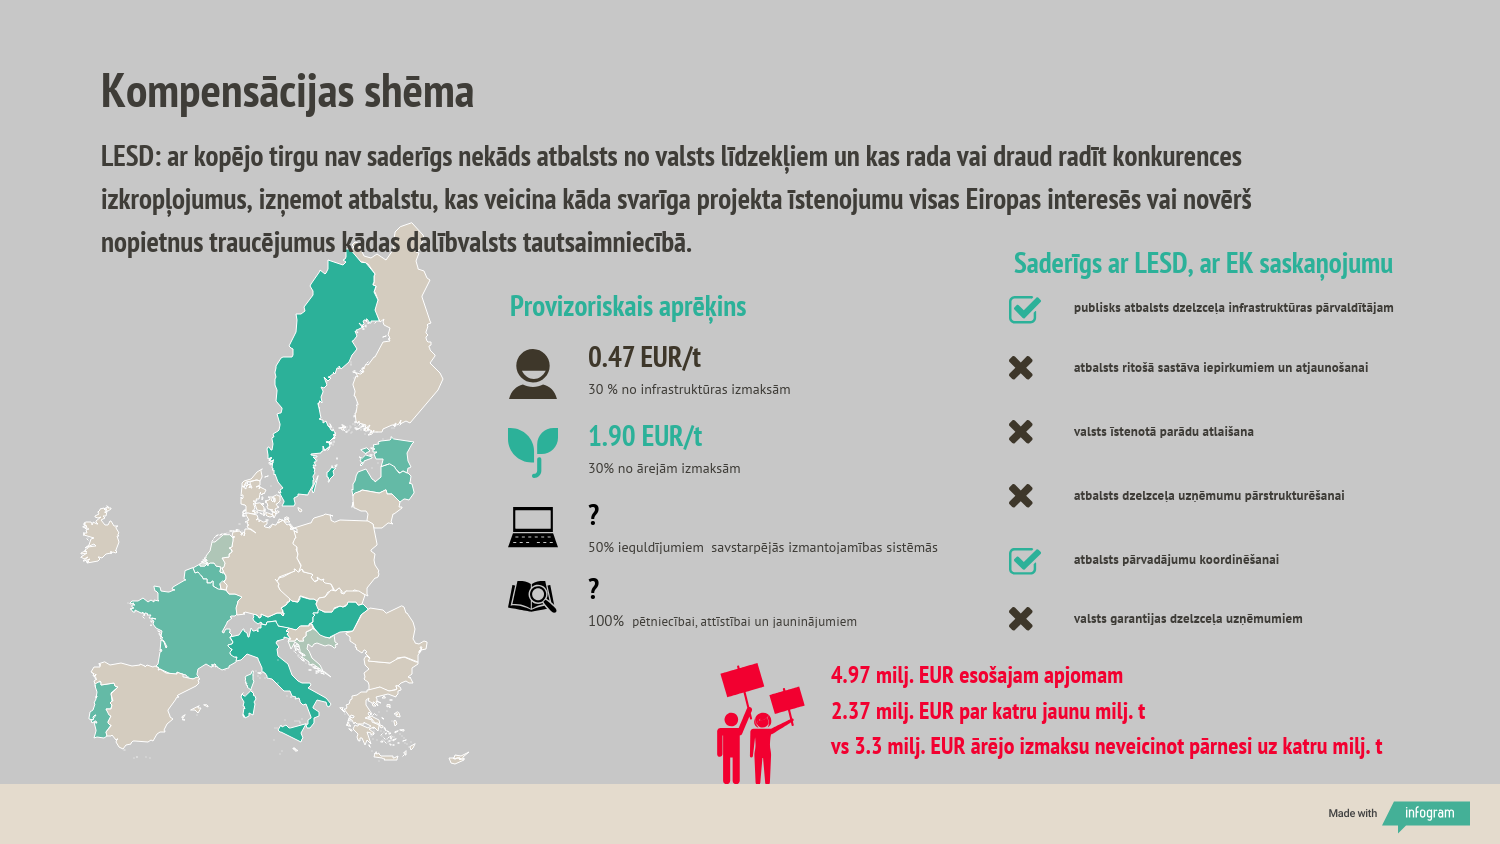 Kompensācijas shēma
LESD: ar kopējo tirgu nav saderīgs nekāds atbalsts no valsts līdzekļiem un kas rada vai draud radīt konkurences
izkropļojumus, izņemot atbalstu, kas veicina kāda svarīga projekta īstenojumu visas Eiropas interesēs vai novērš
nopietnus traucējumus kādas dalībvalsts tautsaimniecībā.
Provizoriskais aprēķins
0.47 EUR/t
30 % no infrastruktūras izmaksām
1.90 EUR/t
30% no ārejām izmaksām
?
50% ieguldījumiem savstarpējās izmantojamības sistēmās
?
100% pētniecībai, attīstībai un jauninājumiem
Saderīgs ar LESD, ar EK saskaņojumu
publisks atbalsts dzelzceļa infrastruktūras pārvaldītājam
atbalsts ritošā sastāva iepirkumiem un atjaunošanai
valsts īstenotā parādu atlaišana
atbalsts dzelzceļa uzņēmumu pārstrukturēšanai
atbalsts pārvadājumu koordinēšanai
valsts garantijas dzelzceļa uzņēmumiem
4.97 milj. EUR esošajam apjomam
2.37 milj. EUR par katru jaunu milj. t
vs 3.3 milj. EUR ārējo izmaksu neveicinot pārnesi uz katru milj. t
Made with infogram